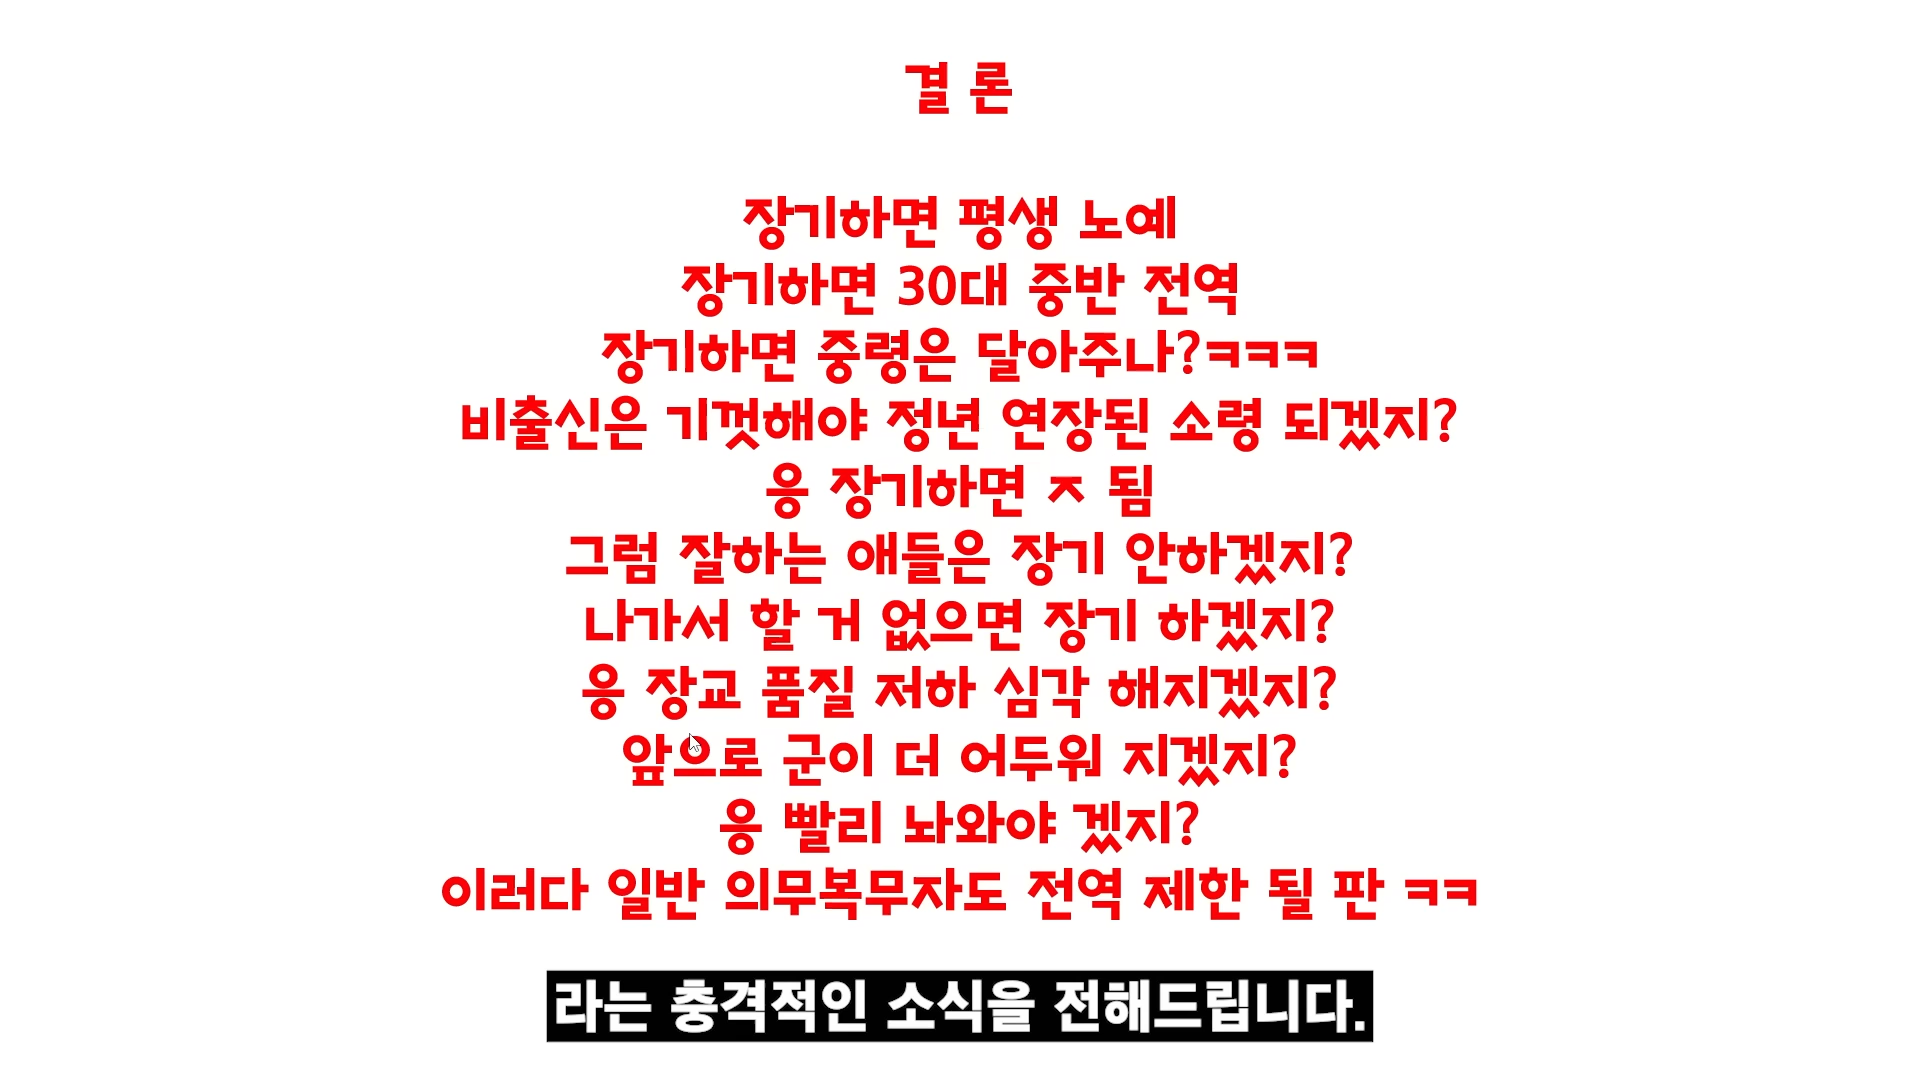 결 론
장기하면 평생 노예
장기하면 30대 중반 전역
장기하면 중령은 달아주나?ㅋㅋㅋ
비출신은 기껏해야 정년 연장된 소령 되겠지?
응 장기하면 ㅈ 됨
그럼 잘하는 애들은 장기 안하겠지?
나가서 할 거 없으면 장기 하겠지?
응 장교 품질 저하 심각 해지겠지?
앞으로 군이 더 어두워 지겠지?
응 빨리 놔와야 겠지?
이러다 일반 의무복무자도 전역 제한 될 판 ㅋㅋ
라는 충격적인 소식을 전해드립니다.